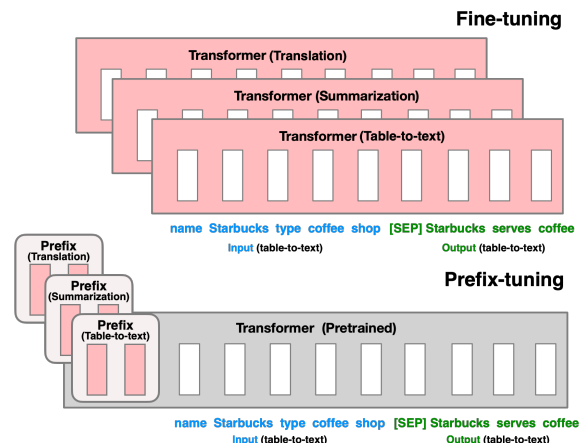 Fine-tuning
Transformer (Translation)
Transformer (Summarization)
Transformer (Table-to-text)
name Starbucks type coffee shop [SEP] Starbucks serves coffee
Input (table-to-text) Output (table-to-text)
Prefix-tuning
Prefix
(Translation)
Prefix
(Summarization)
Prefix
(Table-to-text)
Transformer (Pretrained)
name Starbucks type coffee shop [SEP] Starbucks serves coffee
Input (table-to-text) Output (table-to-text)